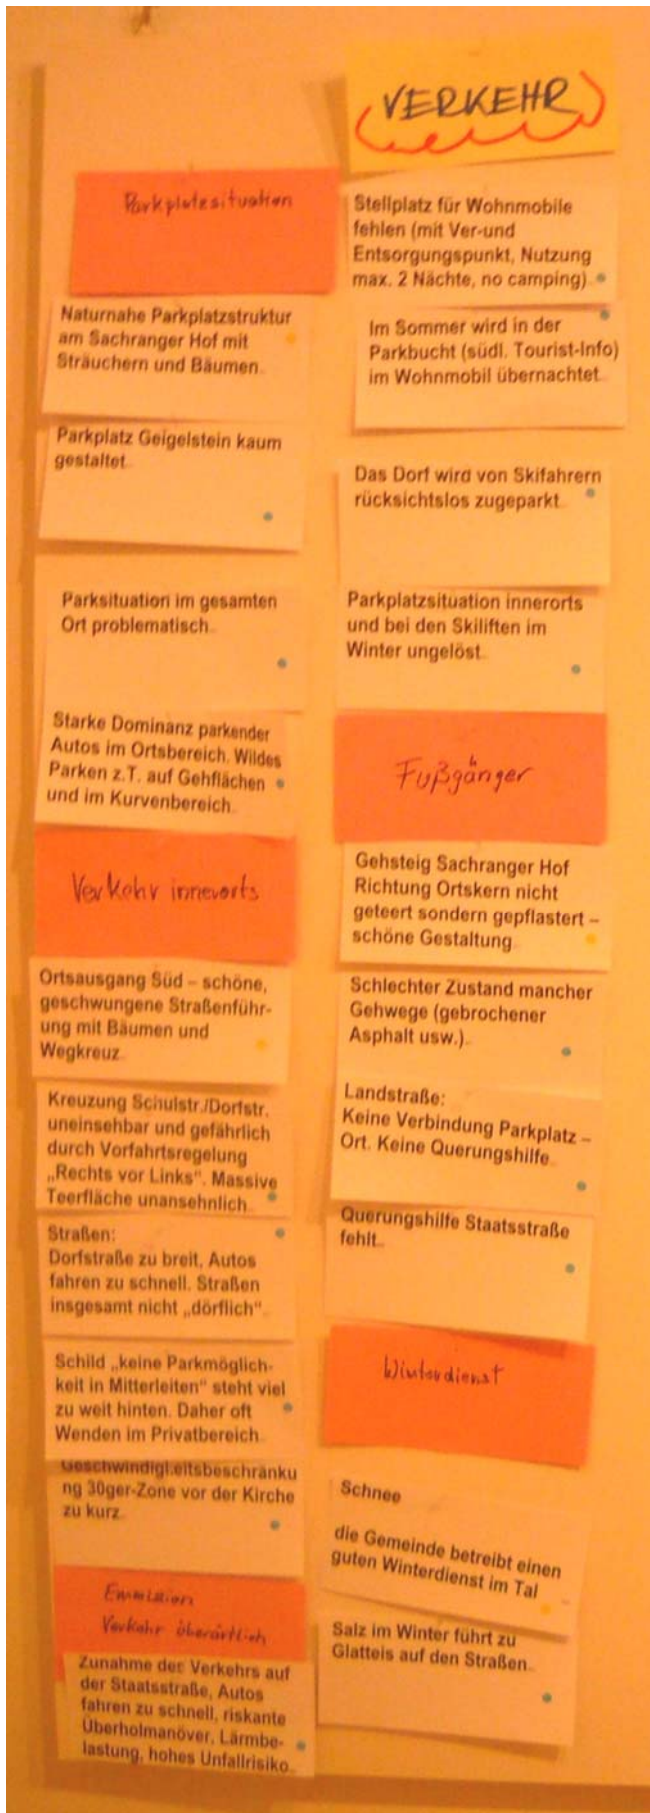 VERKEHR
Parkplatzsituation
Naturnahe Parkplatzstruktur
am Sachranger Hof mit
Sträuchern und Bäumen.
Parkplatz Geigelstein kaum
gestaltet.
Parksituation im gesamten
Ort problematisch.
Starke Dominanz parkender
Autos im Ortsbereich. Wildes
Parken z.T. auf Gehflächen
und im Kurvenbereich.
Verkehr innerorts
Ortsausgang Süd – schöne,
geschwungene Straßenführ-
ung mit Bäumen und
Wegkreuz.
Kreuzung Schulstr./Dorfstr.
uneinsehbar und gefährlich
durch Vorfahrtsregelung
„Rechts vor Links“. Massive
Teerfläche unansehnlich.
Straßen:
Dorfstraße zu breit, Autos
fahren zu schnell. Straßen
insgesamt nicht „dörflich“.
Schild „keine Parkmöglich-
keit in Mitterleiten“ steht viel
zu weit hinten. Daher oft
Wenden im Privatbereich.
Geschwindigkeitsbeschränku
ng 30ger-Zone vor der Kirche
zu kurz.
Emmision
Verkehr überörtlich
Zunahme des Verkehrs auf
der Staatsstraße, Autos
fahren zu schnell, riskante
Überholmanöver, Lärmbe-
lastung, hohes Unfallrisiko.
Stellplatz für Wohnmobile
fehlen (mit Ver-und
Entsorgungspunkt, Nutzung
max. 2 Nächte, no camping).
Im Sommer wird in der
Parkbucht (südl. Tourist-Info)
im Wohnmobil übernachtet.
Das Dorf wird von Skifahrern
rücksichtslos zugeparkt.
Parkplatzsituation innerorts
und bei den Skiliften im
Winter ungelöst.
Fußgänger
Gehsteig Sachranger Hof
Richtung Ortskern nicht
geteert sondern gepflastert –
schöne Gestaltung.
Schlechter Zustand mancher
Gehwege (gebrochener
Asphalt usw.).
Landstraße:
Keine Verbindung Parkplatz –
Ort. Keine Querungshilfe.
Querungshilfe Staatsstraße
fehlt.
Winterdienst
Schnee
die Gemeinde betreibt einen
guten Winterdienst im Tal
Salz im Winter führt zu
Glatteis auf den Straßen.